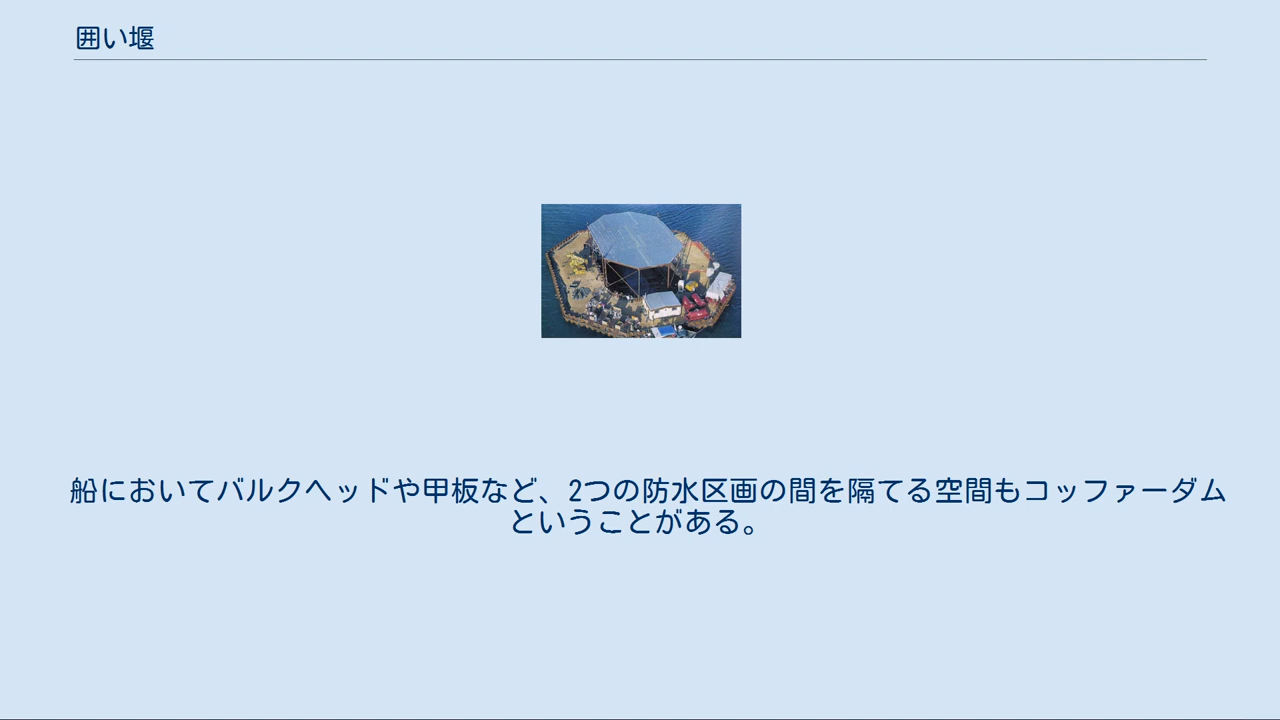 囲い堰
船においてバルクヘッドや甲板など、2つの防水区画の間を隔てる空間もコッファーダム
ということがある。